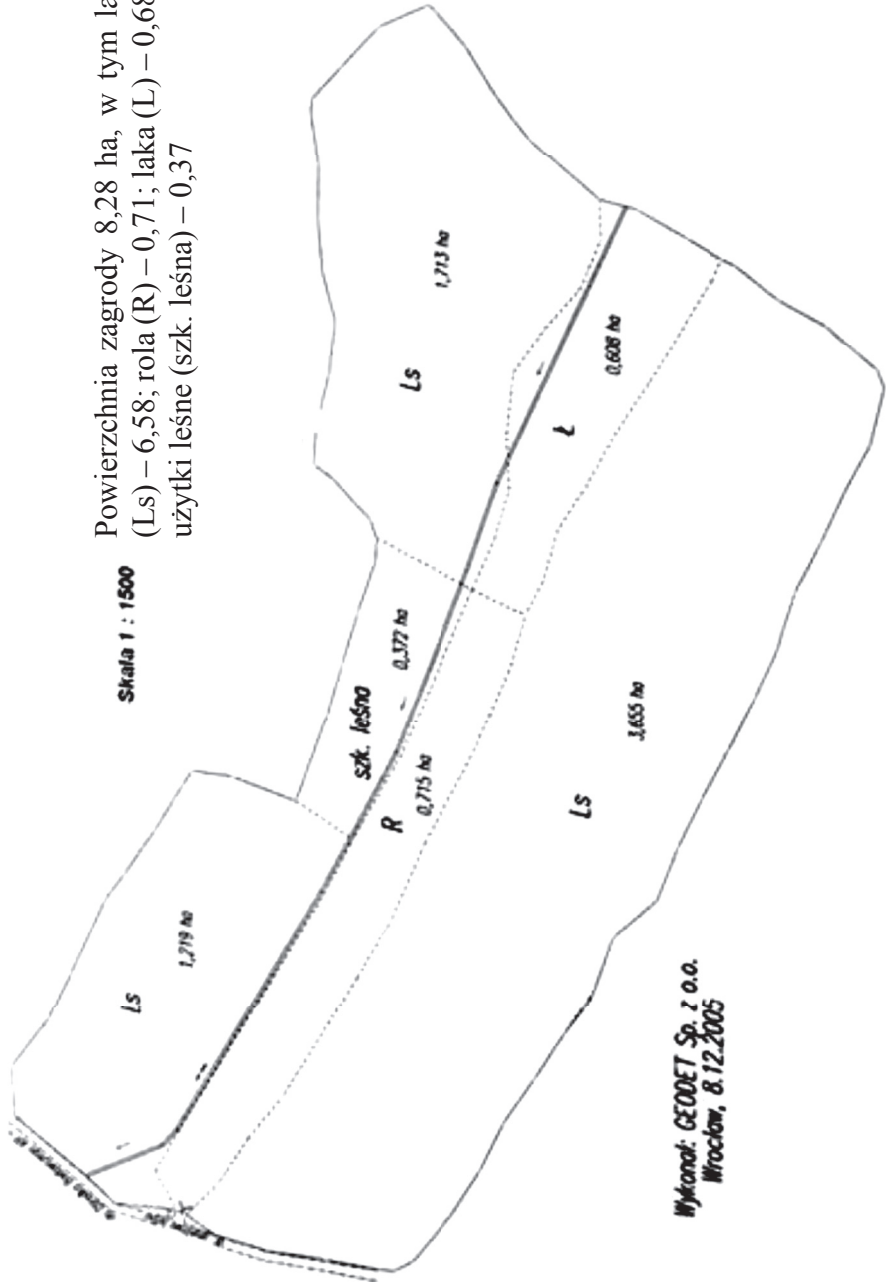 Skala 1 : 1500
Powierzchnia zagrody 8,28 ha, w tym la
(Ls) – 6,58; rola (R) – 0,71; laka (L) – 0,68
użytki leśne (szk. leśna) – 0,37
Ls
1,219 ha
szk. leśna
0,372 ha
Ls
1,713 ha
R
0,715 ha
Ł
0,608 ha
Ls
3,655 ha
Wykonał: GEODET Sp. z o.o.
Wrocław, 8.12.2005